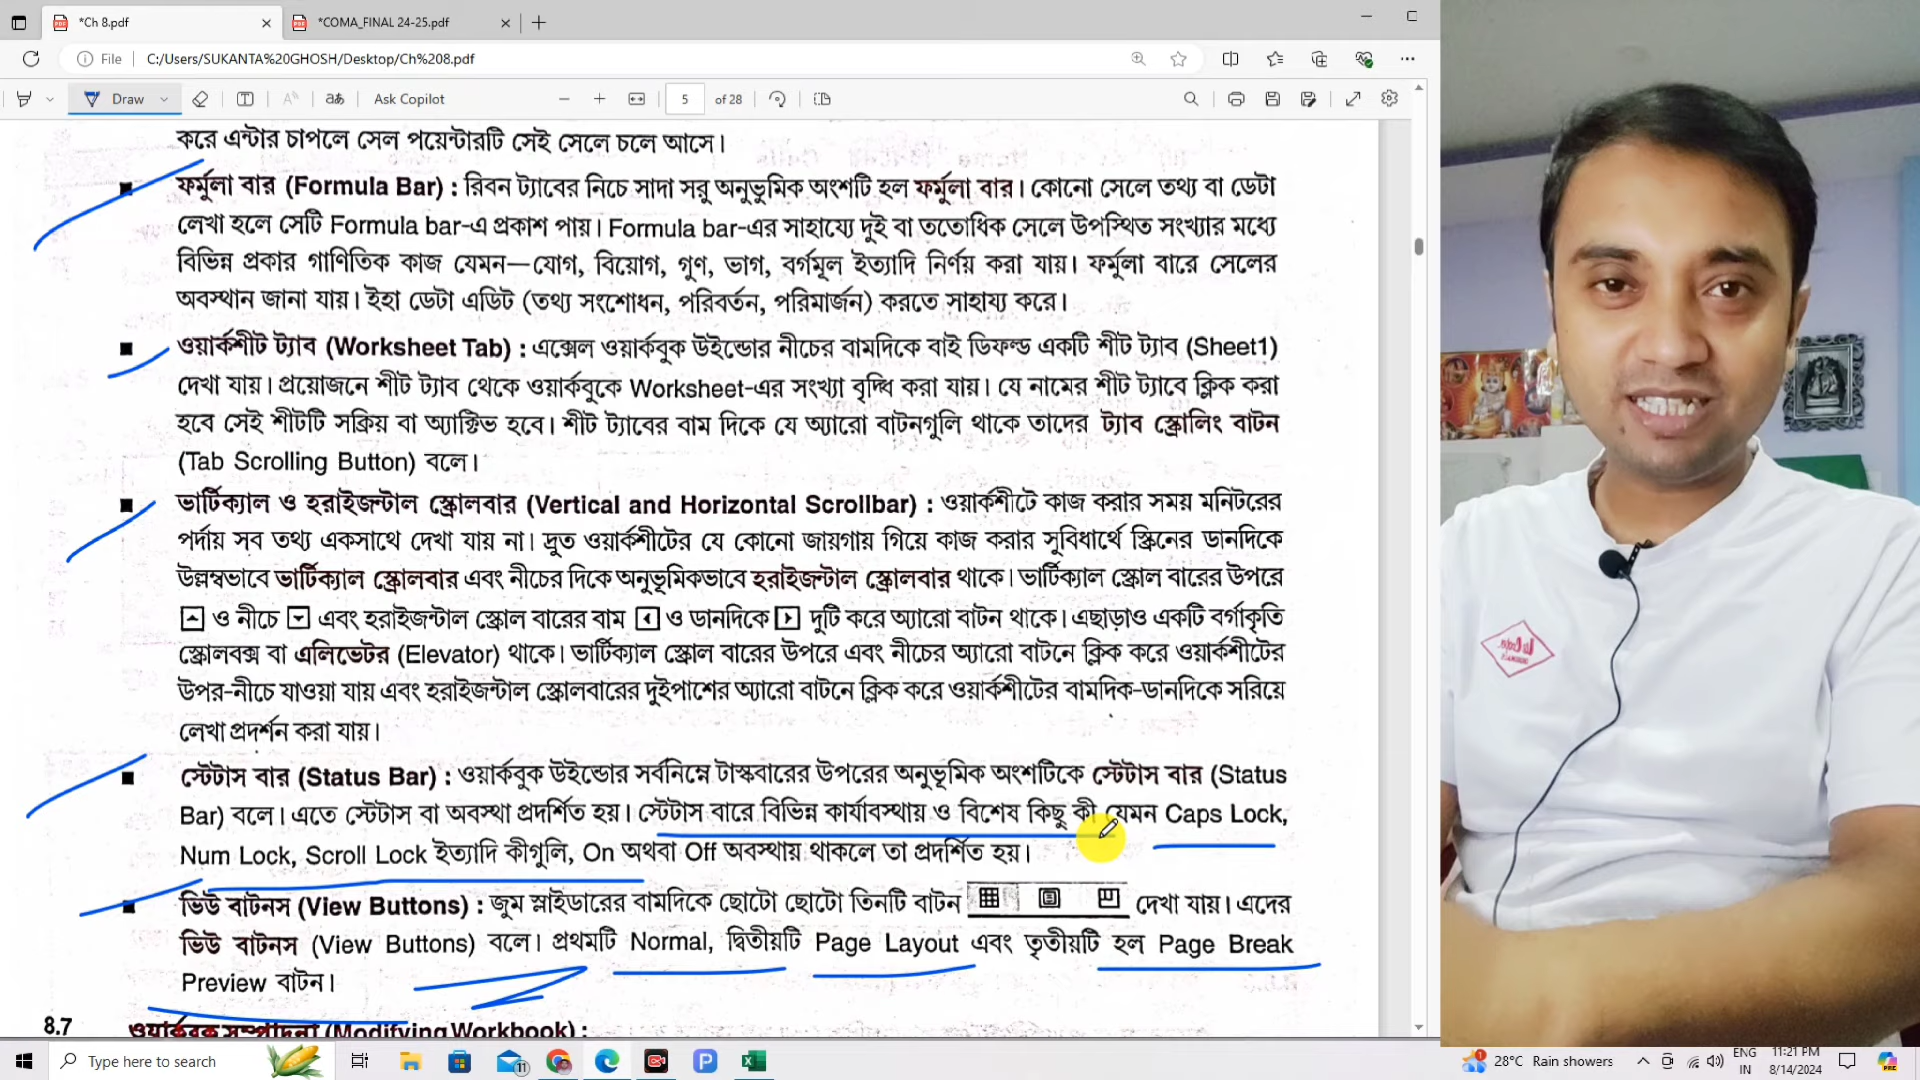 *Ch 8.pdf
*COMA_FINAL 24-25.pdf
File C:/Users/SUKANTA%20GHOSH/Desktop/Ch%208.pdf
Draw
Ask Copilot
5 of 28
করে এন্টার চাপলে সেল পয়েন্টারটি সেই সেলে চলে আসে।
■ ফর্মুলা বার (Formula Bar) : রিবন ট্যাবের নিচে সাদা সরু অনুভুমিক অংশটি হল ফর্মুলা বার। কোনো সেলে তথ্য বা ডেটা
লেখা হলে সেটি Formula bar-এ প্রকাশ পায়। Formula bar-এর সাহায্যে দুই বা ততোধিক সেলে উপস্থিত সংখ্যার মধ্যে
বিভিন্ন প্রকার গাণিতিক কাজ যেমন—যোগ, বিয়োগ, গুণ, ভাগ, বর্গমূল ইত্যাদি নির্ণয় করা যায়। ফর্মুলা বারে সেলের
অবস্থান জানা যায়। ইহা ডেটা এডিট (তথ্য সংশোধন, পরিবর্তন, পরিমার্জন) করতে সাহায্য করে।
■ ওয়ার্কশীট ট্যাব (Worksheet Tab) : এক্সেল ওয়ার্কবুক উইন্ডোর নীচের বামদিকে বাই ডিফল্ড একটি শীট ট্যাব (Sheet1)
দেখা যায়। প্রয়োজনে শীট ট্যাব থেকে ওয়ার্কবুকে Worksheet-এর সংখ্যা বৃদ্ধি করা যায়। যে নামের শীট ট্যাবে ক্লিক করা
হবে সেই শীটটি সক্রিয় বা অ্যাক্টিভ হবে। শীট ট্যাবের বাম দিকে যে অ্যারো বাটনগুলি থাকে তাদের ট্যাব স্ক্রোলিং বাটন
(Tab Scrolling Button) বলে।
■ ভার্টিক্যাল ও হরাইজন্টাল স্ক্রোলবার (Vertical and Horizontal Scrollbar) : ওয়ার্কশীটে কাজ করার সময় মনিটরের
পর্দায় সব তথ্য একসাথে দেখা যায় না। দ্রুত ওয়ার্কশীটের যে কোনো জায়গায় গিয়ে কাজ করার সুবিধার্থে স্ক্রিনের ডানদিকে
উল্লম্বভাবে ভার্টিক্যাল স্ক্রোলবার এবং নীচের দিকে অনুভূমিকভাবে হরাইজন্টাল স্ক্রোলবার থাকে। ভার্টিক্যাল স্ক্রোল বারের উপরে
ও নীচে এবং হরাইজন্টাল স্ক্রোল বারের বাম ও ডানদিকে দুটি করে অ্যারো বাটন থাকে। এছাড়াও একটি বর্গাকৃতি
স্ক্রোলবক্স বা এলিভেটর (Elevator) থাকে। ভার্টিক্যাল স্ক্রোল বারের উপরে এবং নীচের অ্যারো বাটনে ক্লিক করে ওয়ার্কশীটের
উপর-নীচে যাওয়া যায় এবং হরাইজন্টাল স্ক্রোলবারের দুইপাশের অ্যারো বাটনে ক্লিক করে ওয়ার্কশীটের বামদিক-ডানদিকে সরিয়ে
লেখা প্রদর্শন করা যায়।
■ স্টেটাস বার (Status Bar) : ওয়ার্কবুক উইন্ডোর সর্বনিম্নে টাস্কবারের উপরের অনুভূমিক অংশটিকে স্টেটাস বার (Status
Bar) বলে। এতে স্টেটাস বা অবস্থা প্রদর্শিত হয়। স্টেটাস বারে বিভিন্ন কার্যাবস্থায় ও বিশেষ কিছু কী যেমন Caps Lock,
Num Lock, Scroll Lock ইত্যাদি কীগুলি, On অথবা Off অবস্থায় থাকলে তা প্রদর্শিত হয়।
■ ভিউ বাটনস (View Buttons) : জুম স্লাইডারের বামদিকে ছোটো ছোটো তিনটি বাটন দেখা যায়। এদের
ভিউ বাটনস (View Buttons) বলে। প্রথমটি Normal, দ্বিতীয়টি Page Layout এবং তৃতীয়টি হল Page Break
Preview বাটন।
8.7 ওয়ার্কবুক সম্পাদনা (Modifying Workbook) :
Type here to search
11
28°C Rain showers
ENG
IN
11:21 PM
8/14/2024